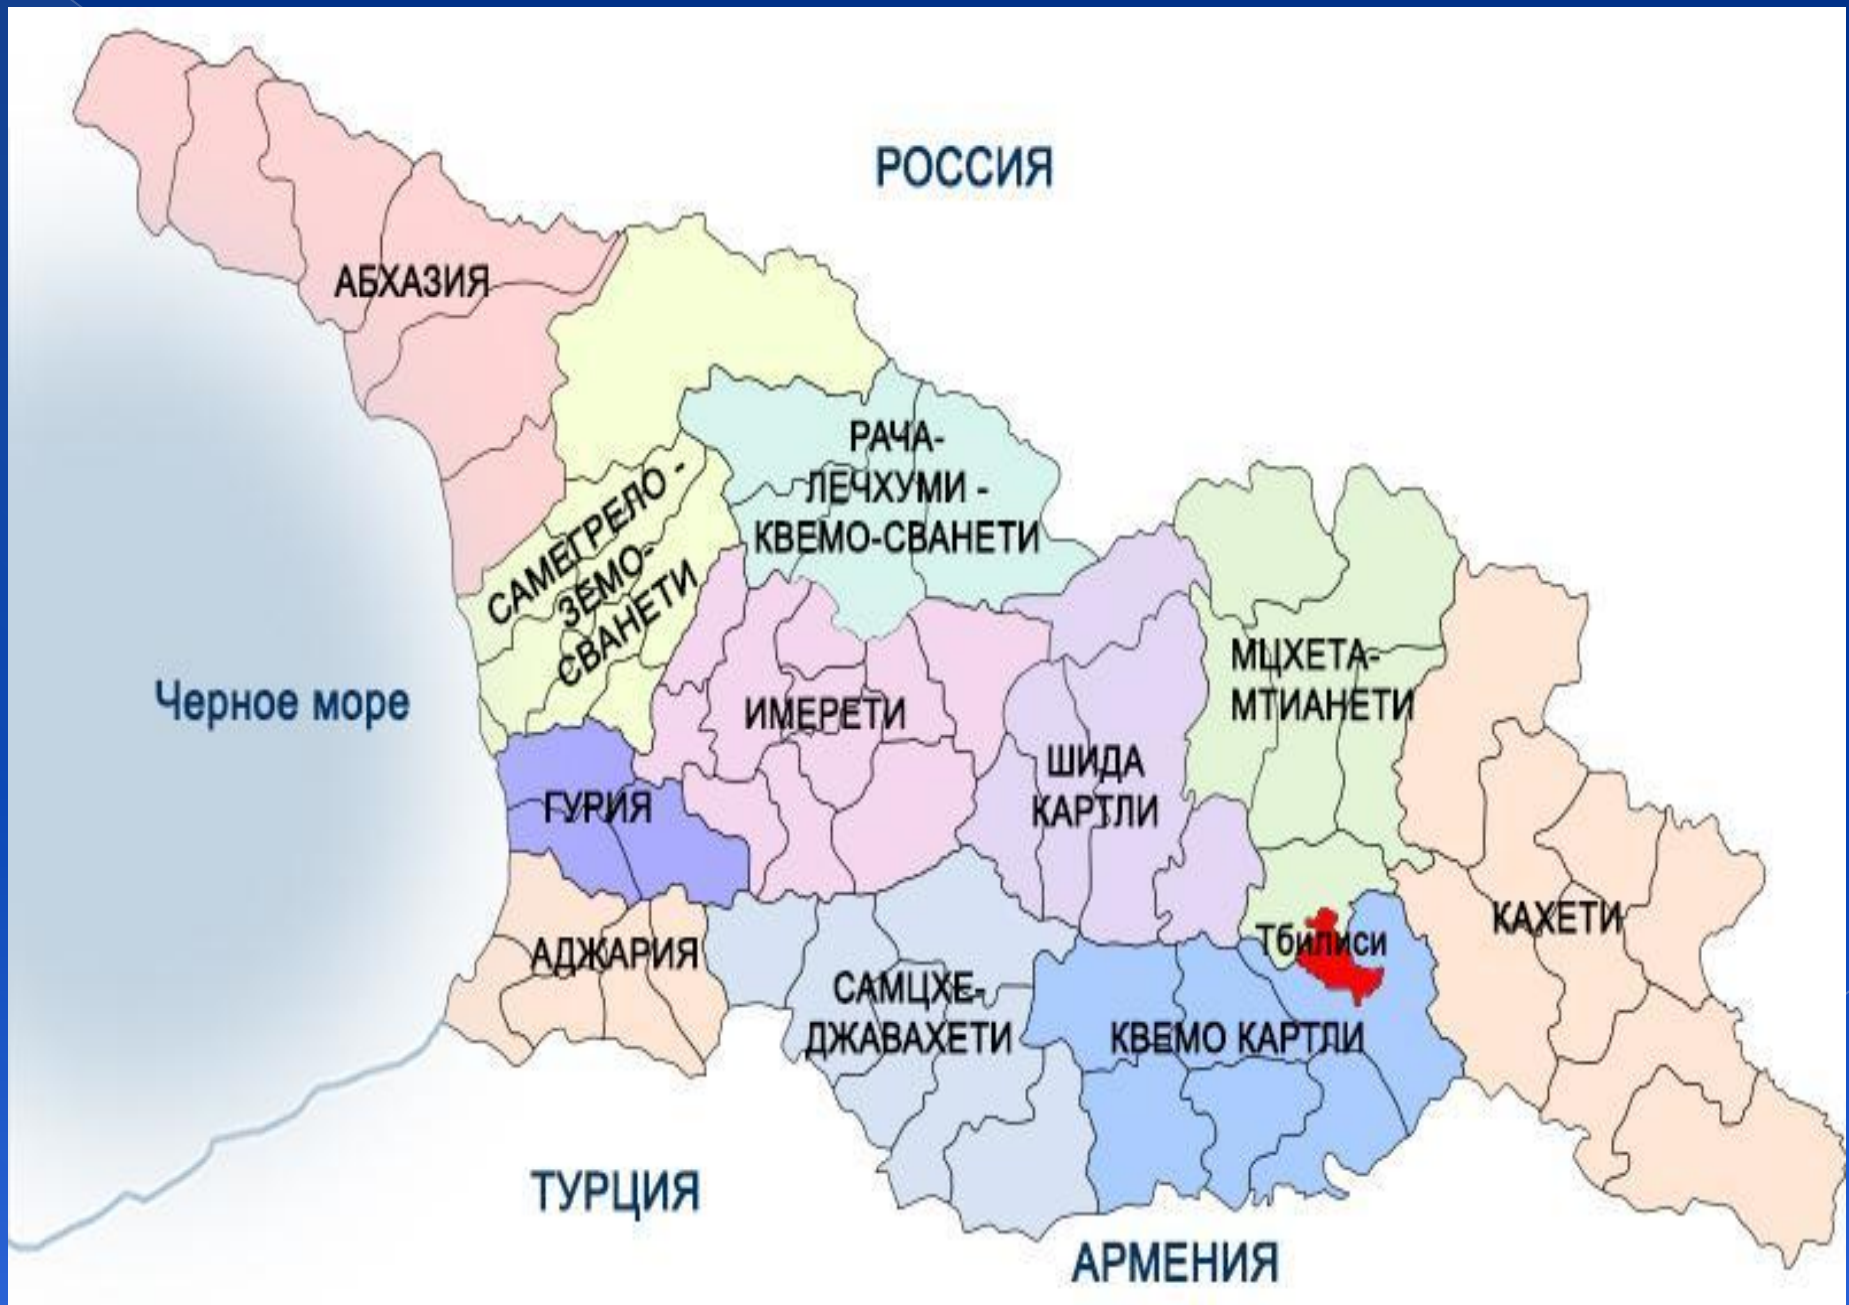 РОССИЯ
АБХАЗИЯ
РАЧА-
ЛЕЧХУМИ -
КВЕМО-СВАНЕТИ
САМЕГРЕЛО -
ЗЕМО-
СВАНЕТИ
МЦХЕТА-
МТИАНЕТИ
Черное море
ИМЕРЕТИ
ШИДА
КАРТЛИ
ГУРИЯ
КАХЕТИ
Тбилиси
АДЖАРИЯ
САМЦХЕ-
ДЖАВАХЕТИ
КВЕМО КАРТЛИ
ТУРЦИЯ
АРМЕНИЯ